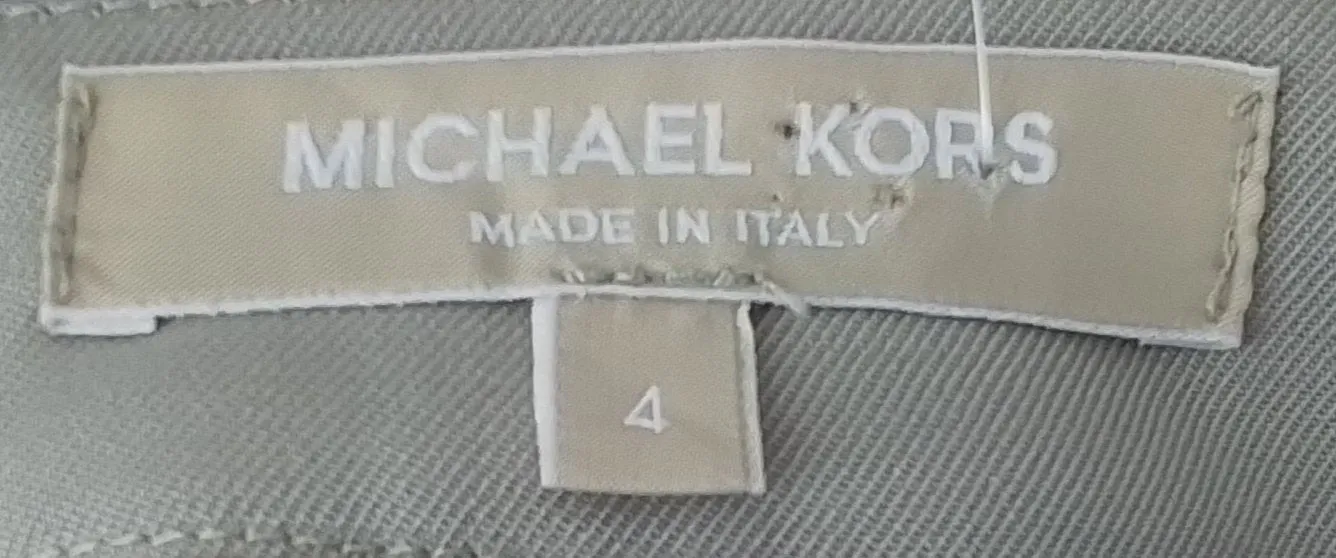 MICHAEL KORS
MADE IN ITALY
4